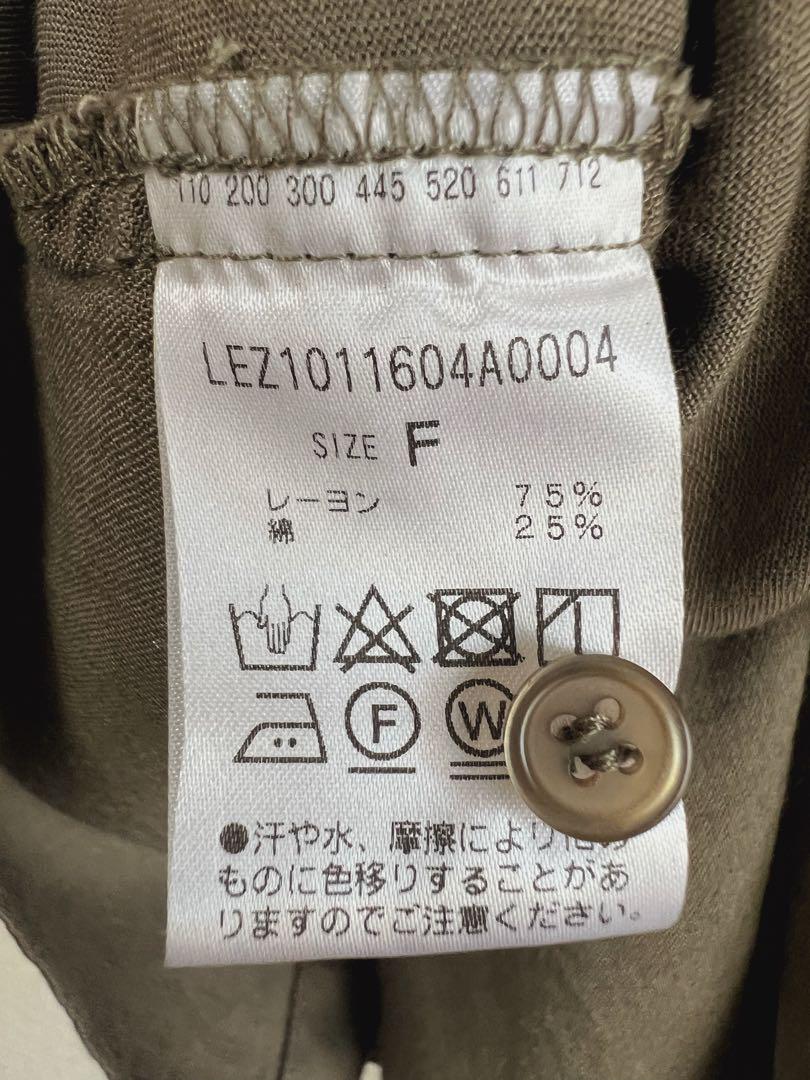 110 200 300 445 520 611 712
LEZ1011604A0004
SIZE F
レーヨン 75%
綿 25%
F
W
●汗や水、摩擦により他の
ものに色移りすることがあ
りますのでご注意ください。